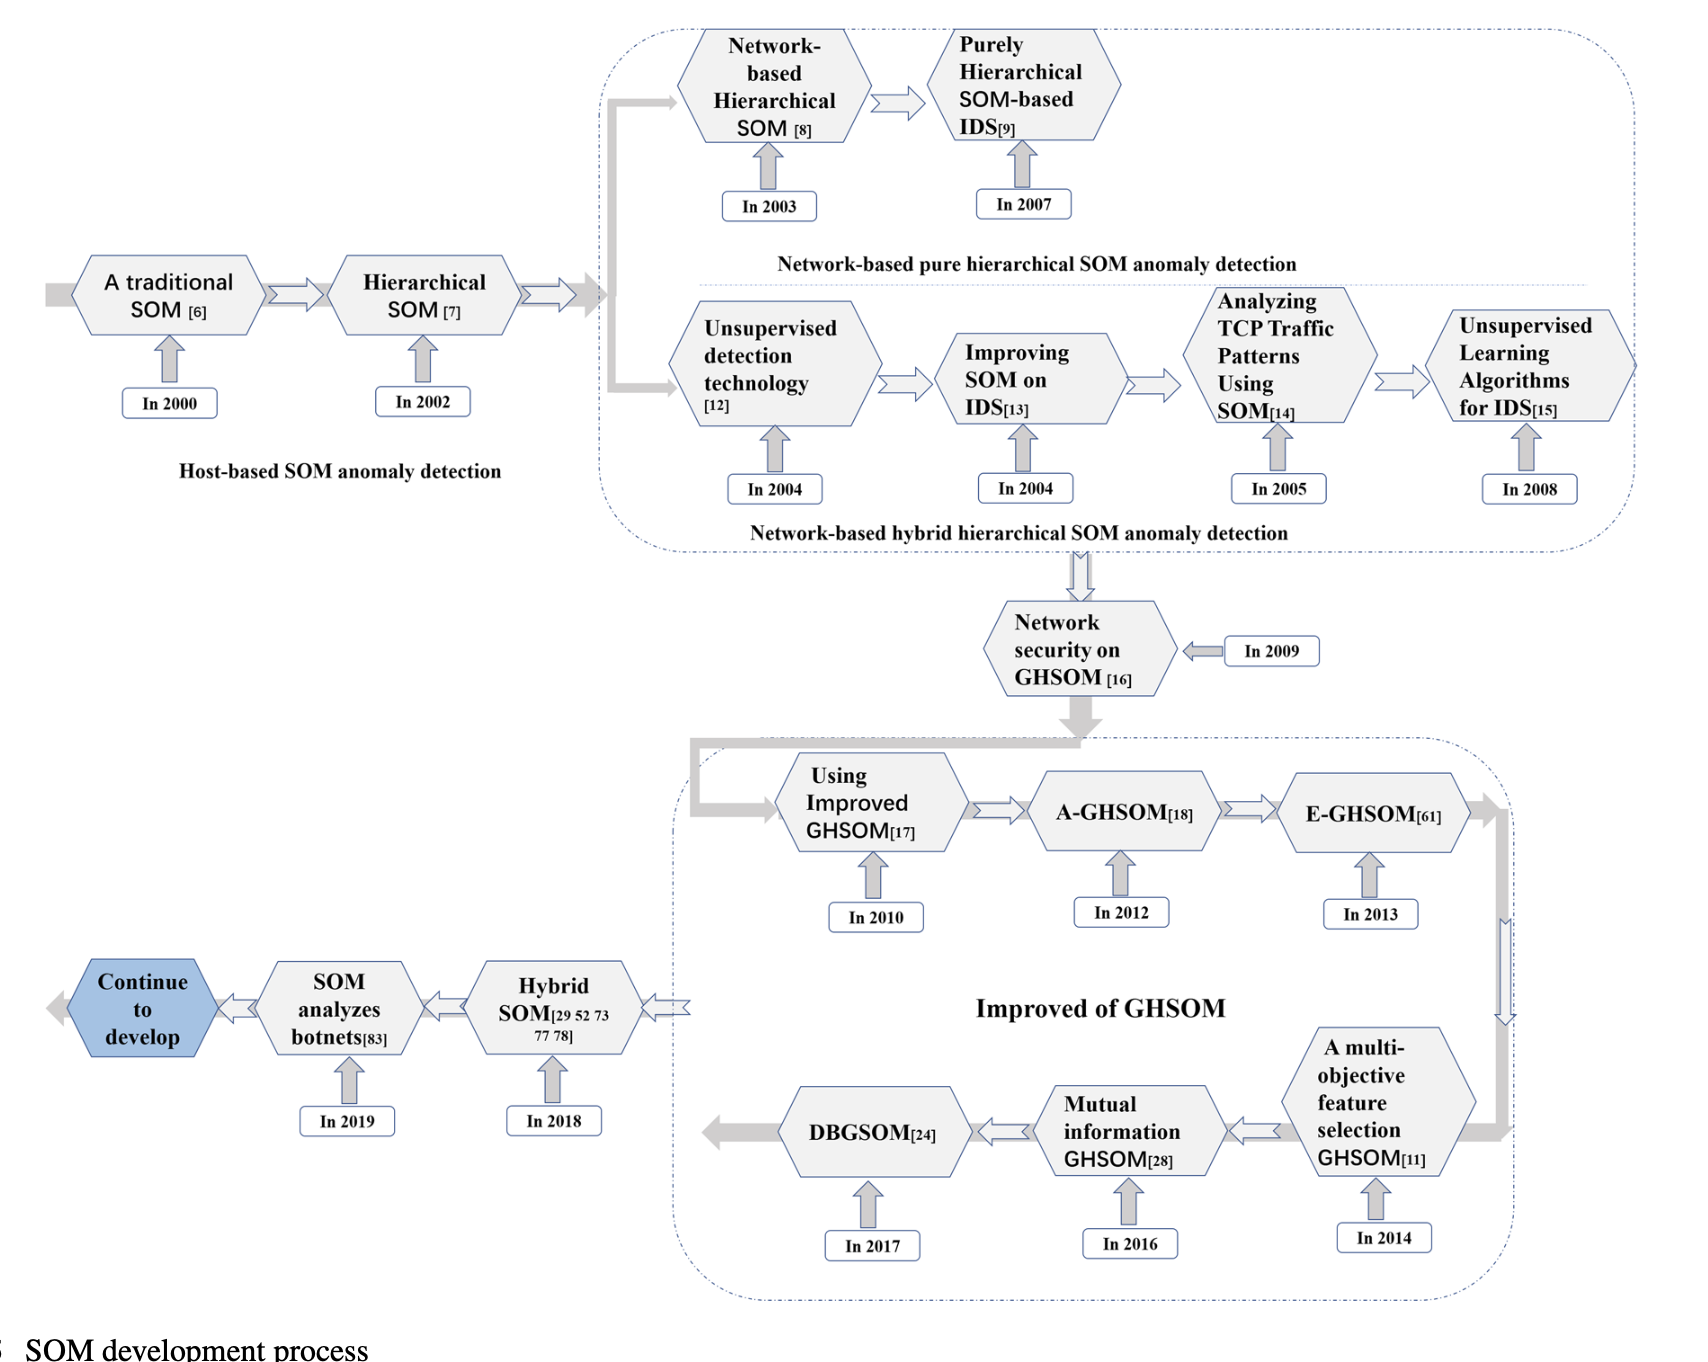 Network-
based
Hierarchical
SOM [8]
Purely
Hierarchical
SOM-based
IDS[9]
In 2003
In 2007
Network-based pure hierarchical SOM anomaly detection
A traditional
SOM [6]
Hierarchical
SOM [7]
In 2000
In 2002
Host-based SOM anomaly detection
Unsupervised
detection
technology
[12]
Improving
SOM on
IDS[13]
Analyzing
TCP Traffic
Patterns
Using
SOM[14]
Unsupervised
Learning
Algorithms
for IDS[15]
In 2004
In 2004
In 2005
In 2008
Network-based hybrid hierarchical SOM anomaly detection
Network
security on
GHSOM [16]
In 2009
Using
Improved
GHSOM[17]
A-GHSOM[18]
E-GHSOM[61]
In 2010
In 2012
In 2013
Improved of GHSOM
A multi-
objective
feature
selection
GHSOM[11]
Mutual
information
GHSOM[28]
DBGSOM[24]
In 2014
In 2016
In 2017
Hybrid
SOM[29 52 73
77 78]
SOM
analyzes
botnets[83]
Continue
to
develop
In 2018
In 2019
SOM development process